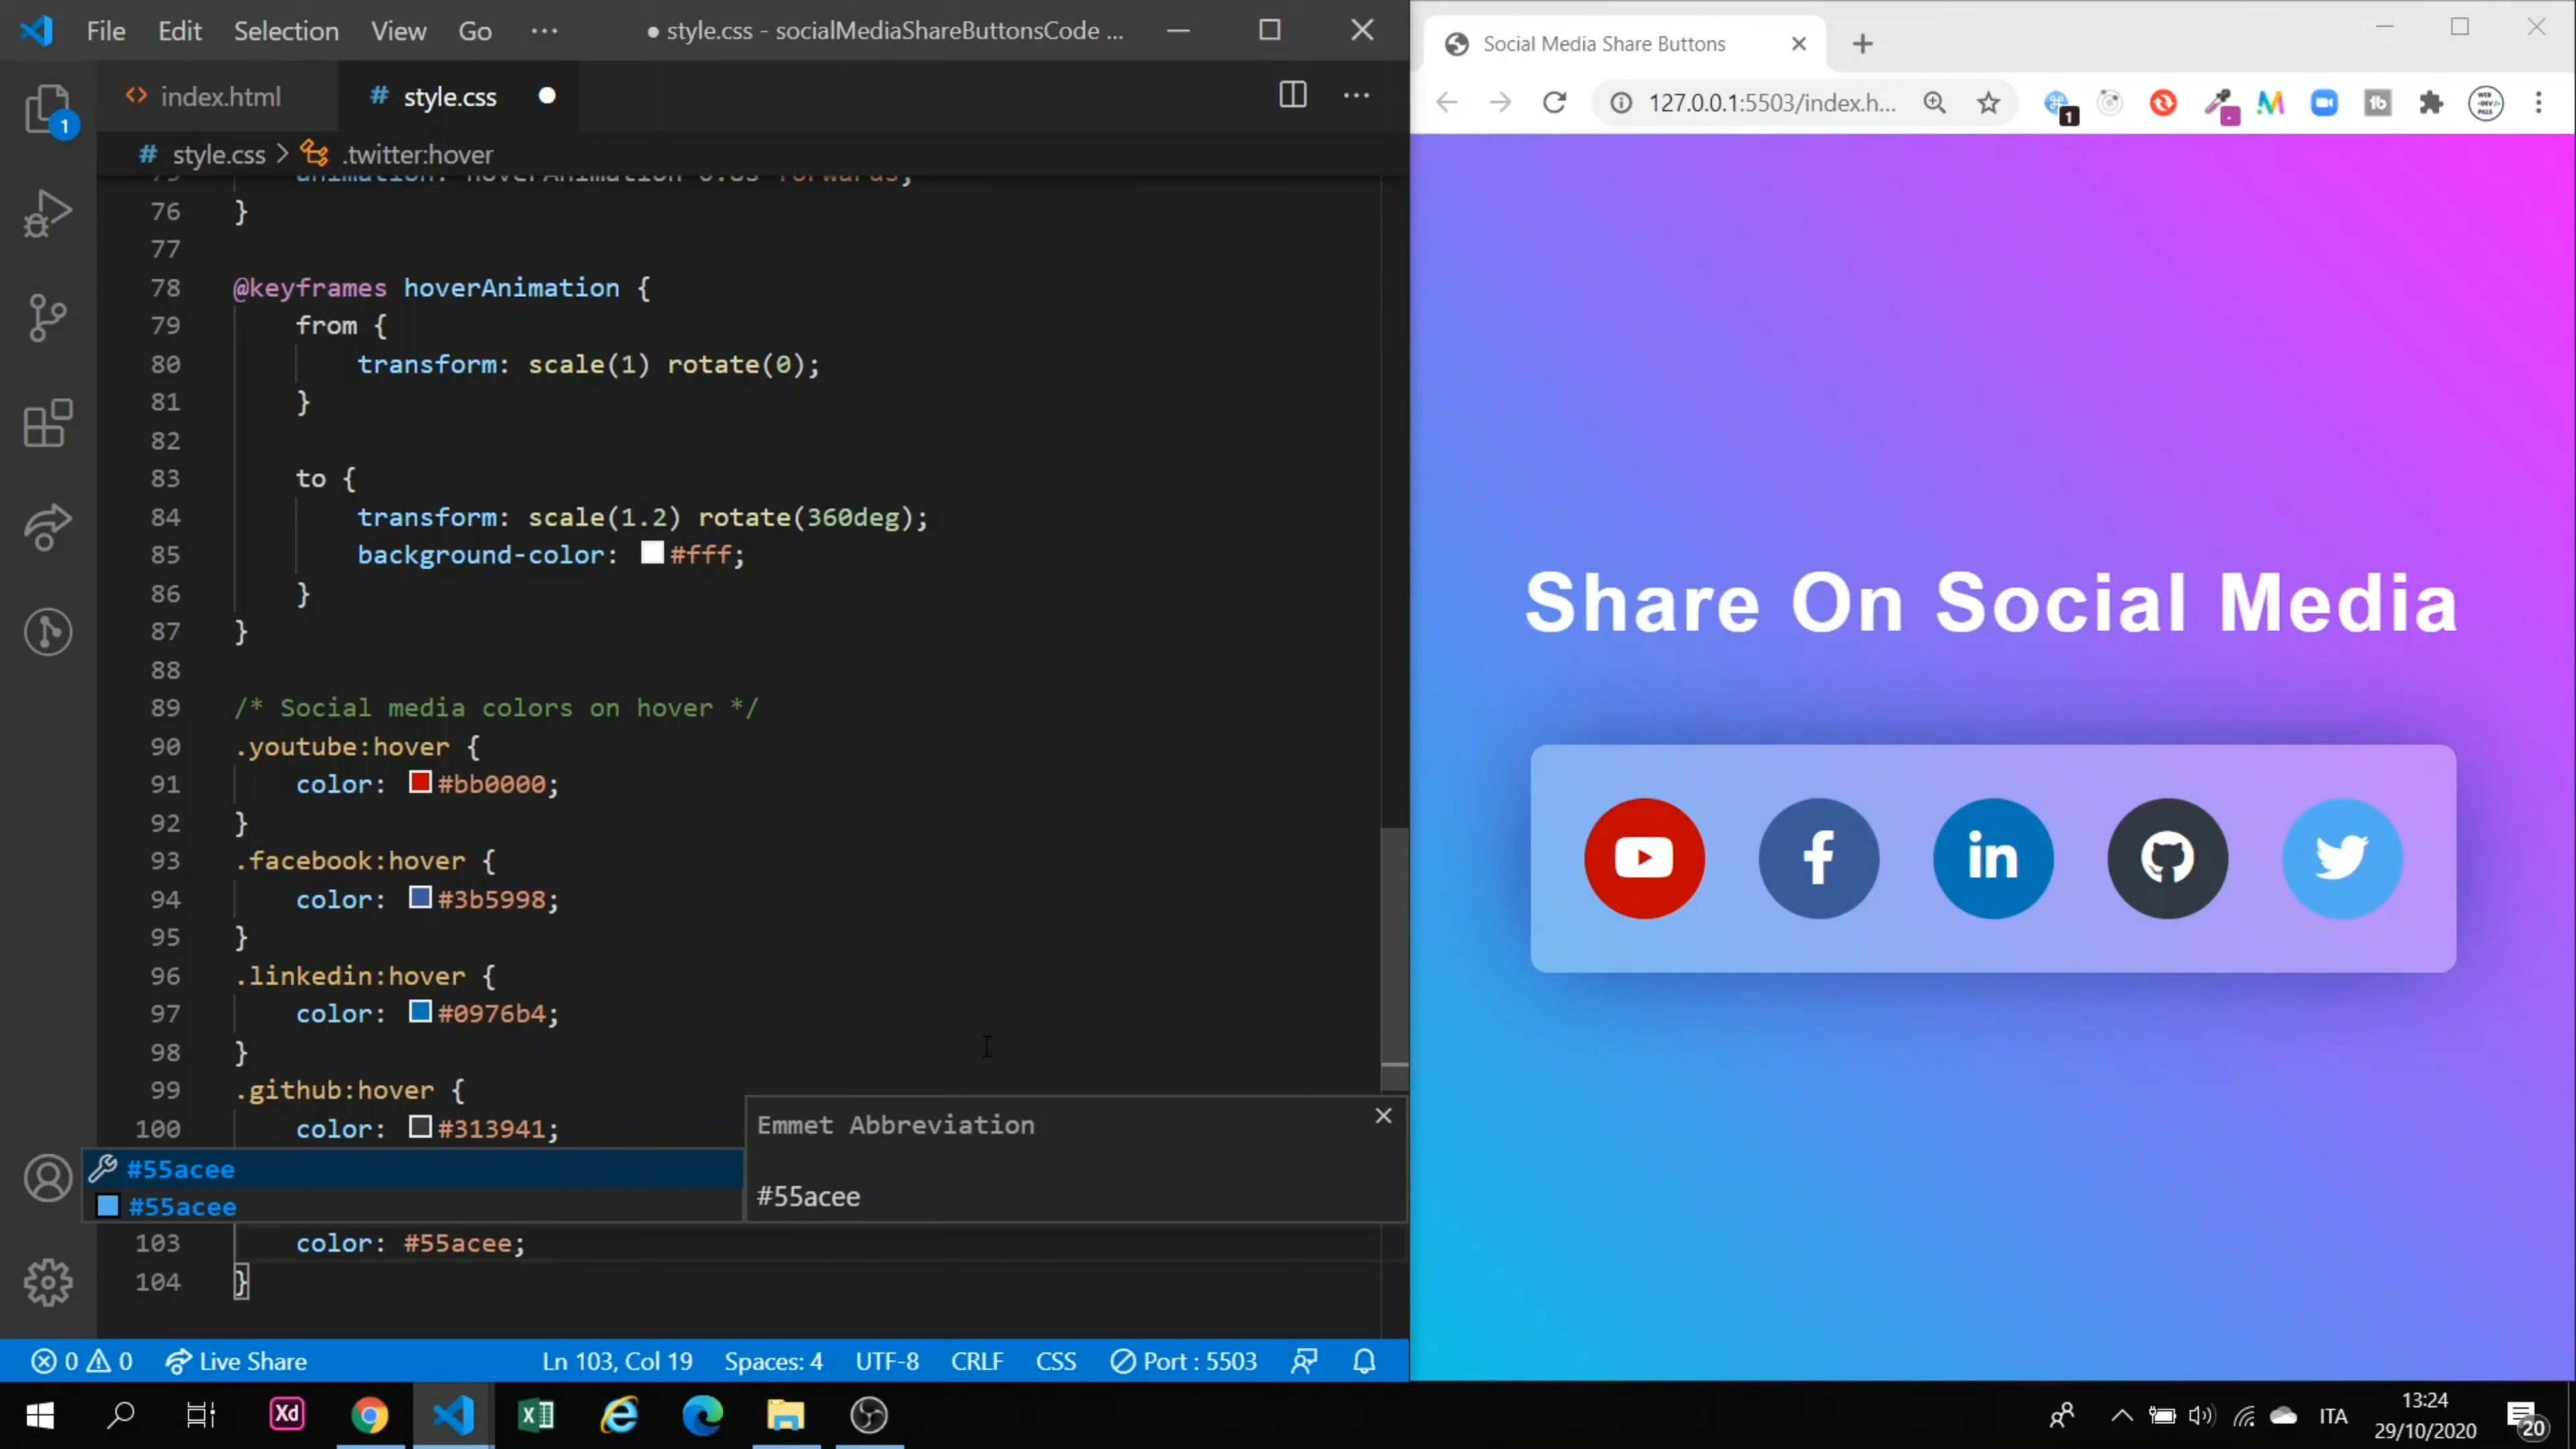 File Edit Selection View Go ··· ● style.css - socialMediaShareButtonsCode ...
index.html # style.css ●
# style.css > .twitter:hover
76 }
77
78 @keyframes hoverAnimation {
79 from {
80 transform: scale(1) rotate(0);
81 }
82
83 to {
84 transform: scale(1.2) rotate(360deg);
85 background-color: #fff;
86 }
87 }
88
89 /* Social media colors on hover */
90 .youtube:hover {
91 color: #bb0000;
92 }
93 .facebook:hover {
94 color: #3b5998;
95 }
96 .linkedin:hover {
97 color: #0976b4;
98 }
99 .github:hover {
100 color: #313941;
#55acee
#55acee
Emmet Abbreviation
#55acee
103 color: #55acee;
104 }
1
0 0 Live Share Ln 103, Col 19 Spaces: 4 UTF-8 CRLF CSS Port : 5503
Social Media Share Buttons
127.0.0.1:5503/index.h...
1
Share On Social Media
in
Xd
ITA
13:24
29/10/2020
20